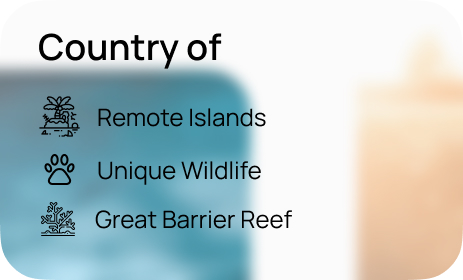 Country of
Remote Islands
Unique Wildlife
Great Barrier Reef